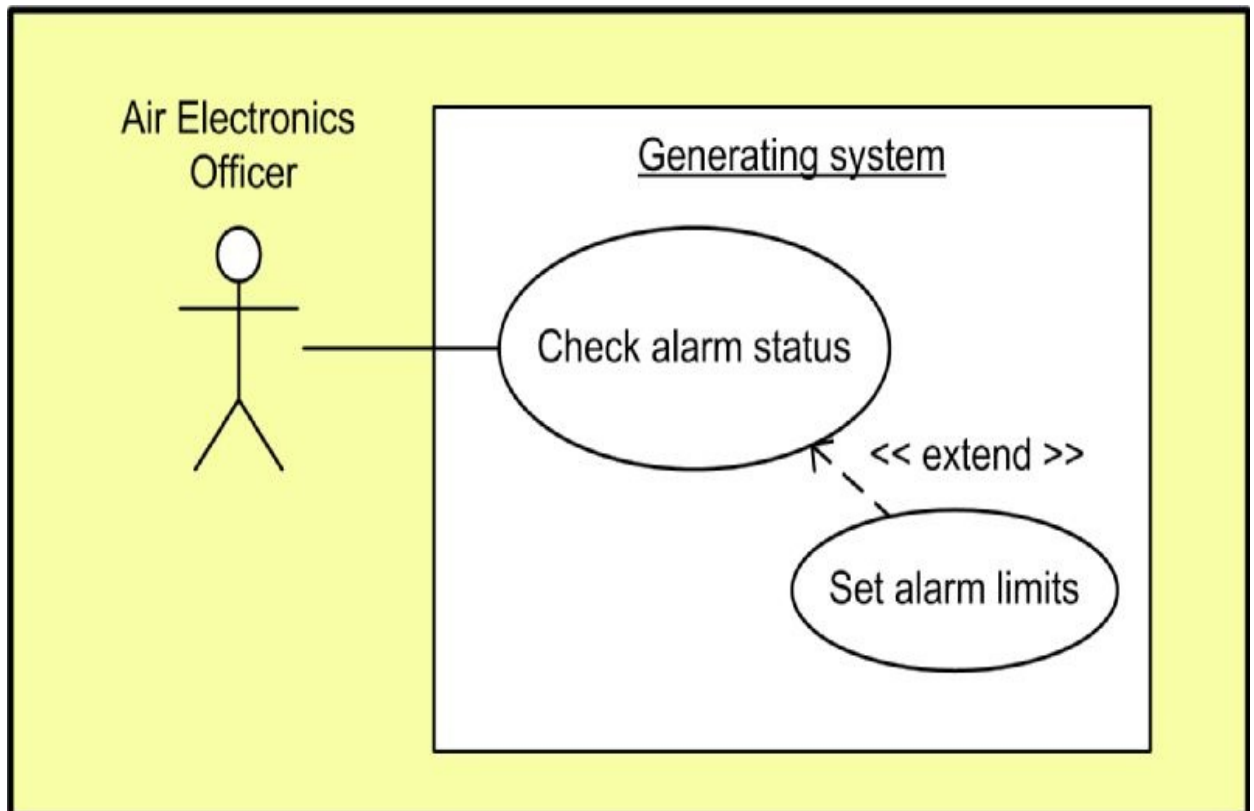 Air Electronics
Officer
Generating system
Check alarm status
<< extend >>
Set alarm limits